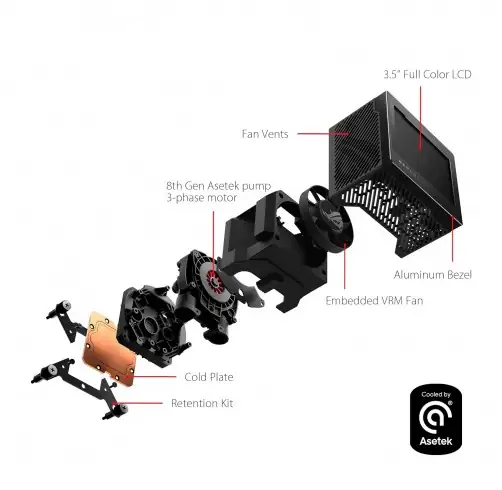 3.5” Full Color LCD
Fan Vents
8th Gen Asetek pump
3-phase motor
Aluminum Bezel
Embedded VRM Fan
Cold Plate
Retention Kit
Cooled by
Asetek